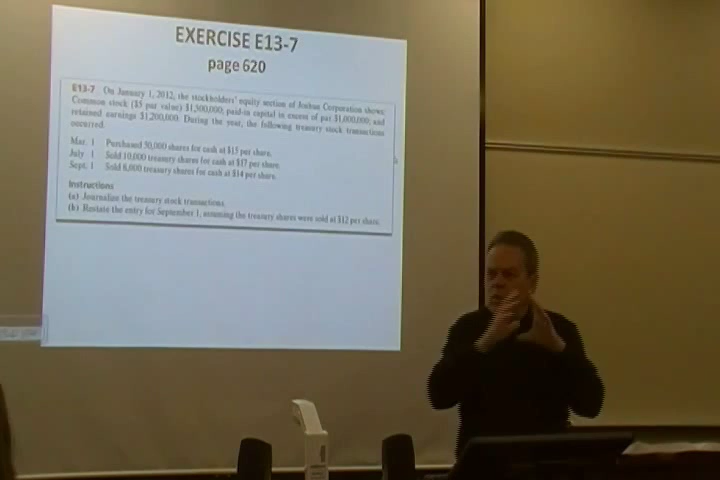 EXERCISE E13-7
page 620
E13-7 On January 1, 2012, the stockholders' equity section of Joshua Corporation shows:
Common stock ($5 par value) $1,500,000; paid-in capital in excess of par $1,000,000; and
retained earnings $1,200,000. During the year, the following treasury stock transactions
occurred.
Mar. 1 Purchased 50,000 shares for cash at $15 per share.
July 1 Sold 10,000 treasury shares for cash at $17 per share.
Sept. 1 Sold 8,000 treasury shares for cash at $14 per share.
Instructions
(a) Journalize the treasury stock transactions.
(b) Restate the entry for September 1, assuming the treasury shares were sold at $12 per share.